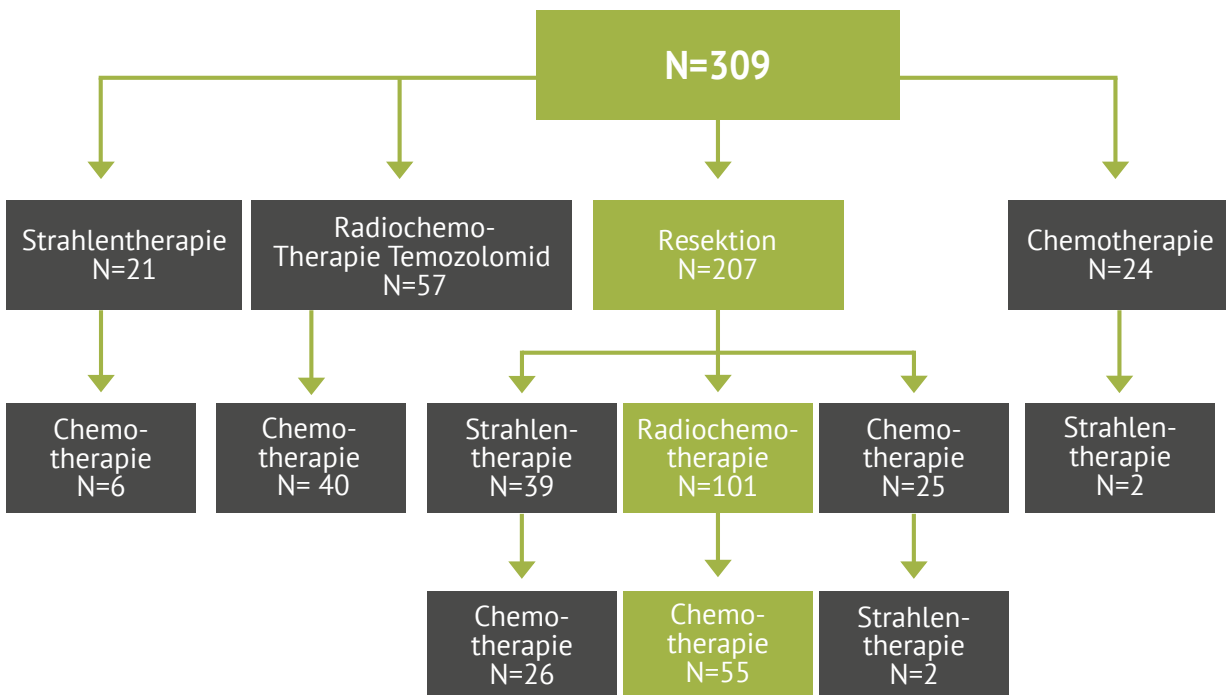 N=309
Strahlentherapie
N=21
Radiochemo-
Therapie Temozolomid
N=57
Resektion
N=207
Chemotherapie
N=24
Chemo-
therapie
N=6
Chemo-
therapie
N= 40
Strahlen-
therapie
N=39
Radiochemo-
therapie
N=101
Chemo-
therapie
N=25
Strahlen-
therapie
N=2
Chemo-
therapie
N=26
Chemo-
therapie
N=55
Strahlen-
therapie
N=2